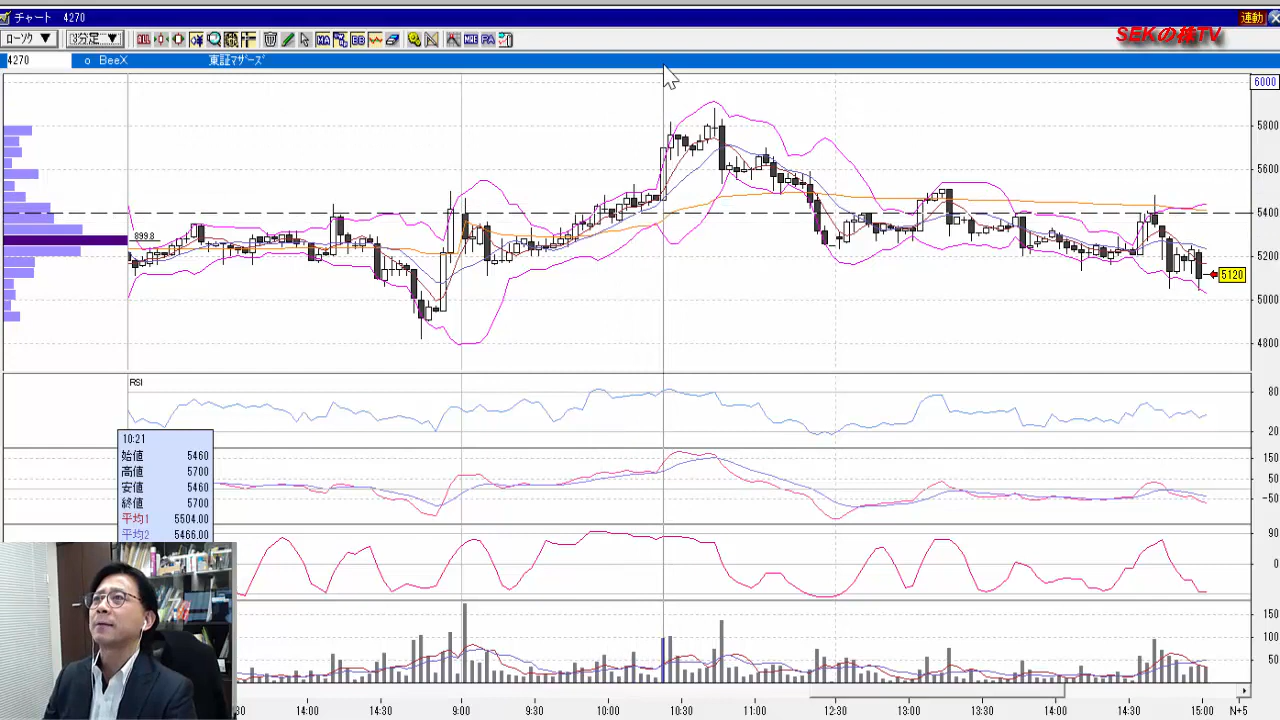 チャート 4270 連動
ローソク ▼ 3分足 ▼ MA BB
SEKの株TV
4270 o BeeX 東証マザーズ
6000
5800
5600
5400
5200
5120
5000
4800
899.8
RSI
80
20
10:21
始値 5460
高値 5700
安値 5460
終値 5700
平均1 5504.00
平均2 5466.00
150
50
-50
90
0
150
100
50
:30 14:00 14:30 9:00 9:30 10:00 10:30 11:00 12:30 13:00 13:30 14:00 14:30 15:00 N+5